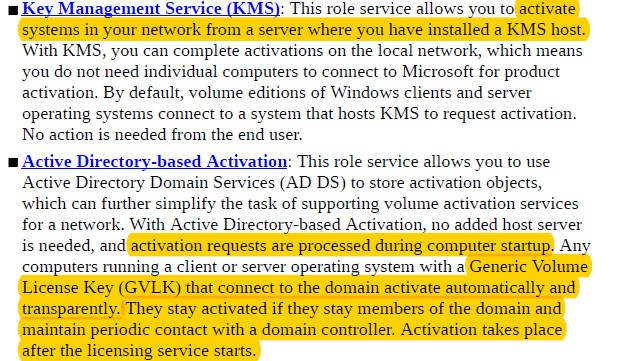 ■ Key Management Service (KMS): This role service allows you to activate
systems in your network from a server where you have installed a KMS host.
With KMS, you can complete activations on the local network, which means
you do not need individual computers to connect to Microsoft for product
activation. By default, volume editions of Windows clients and server
operating systems connect to a system that hosts KMS to request activation.
No action is needed from the end user.
■ Active Directory-based Activation: This role service allows you to use
Active Directory Domain Services (AD DS) to store activation objects,
which can further simplify the task of supporting volume activation services
for a network. With Active Directory-based Activation, no added host server
is needed, and activation requests are processed during computer startup. Any
computers running a client or server operating system with a Generic Volume
License Key (GVLK) that connect to the domain activate automatically and
transparently. They stay activated if they stay members of the domain and
maintain periodic contact with a domain controller. Activation takes place
after the licensing service starts.